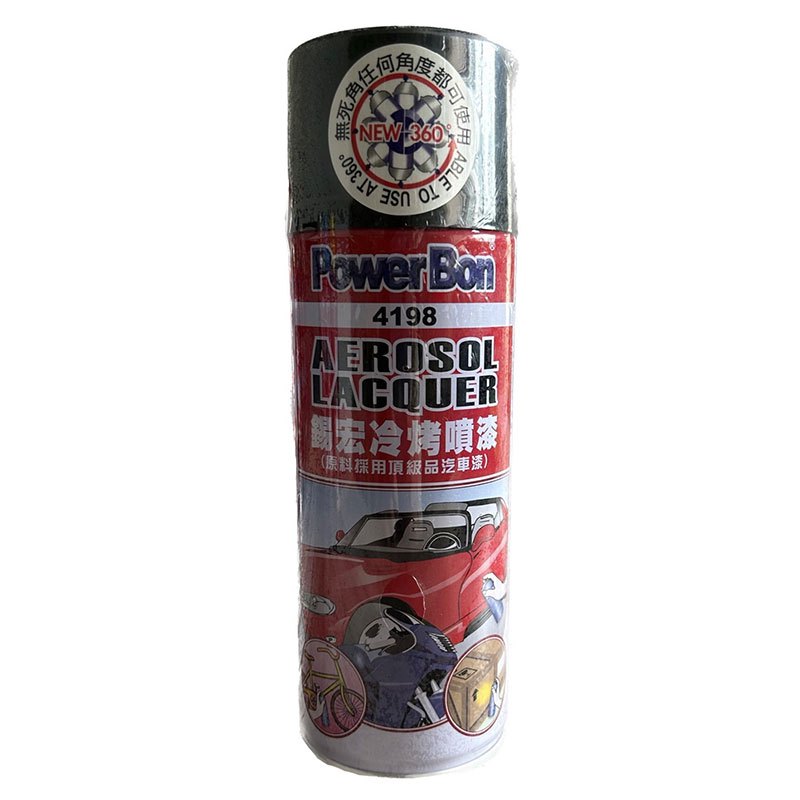 無死角任何角度都可使用
NEW 360°
ABLE TO USE AT 360°
PowerBon®
4198
AEROSOL
LACQUER
錫宏冷烤噴漆
(原料採用頂級品汽車漆)